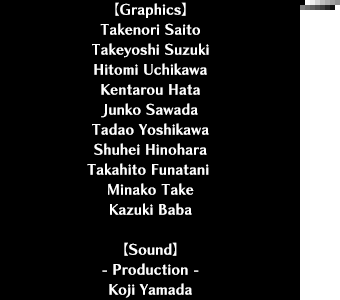 【Graphics】
Takenori Saito
Takeyoshi Suzuki
Hitomi Uchikawa
Kentarou Hata
Junko Sawada
Tadao Yoshikawa
Shuhei Hinohara
Takahito Funatani
Minako Take
Kazuki Baba
【Sound】
- Production -
Koji Yamada